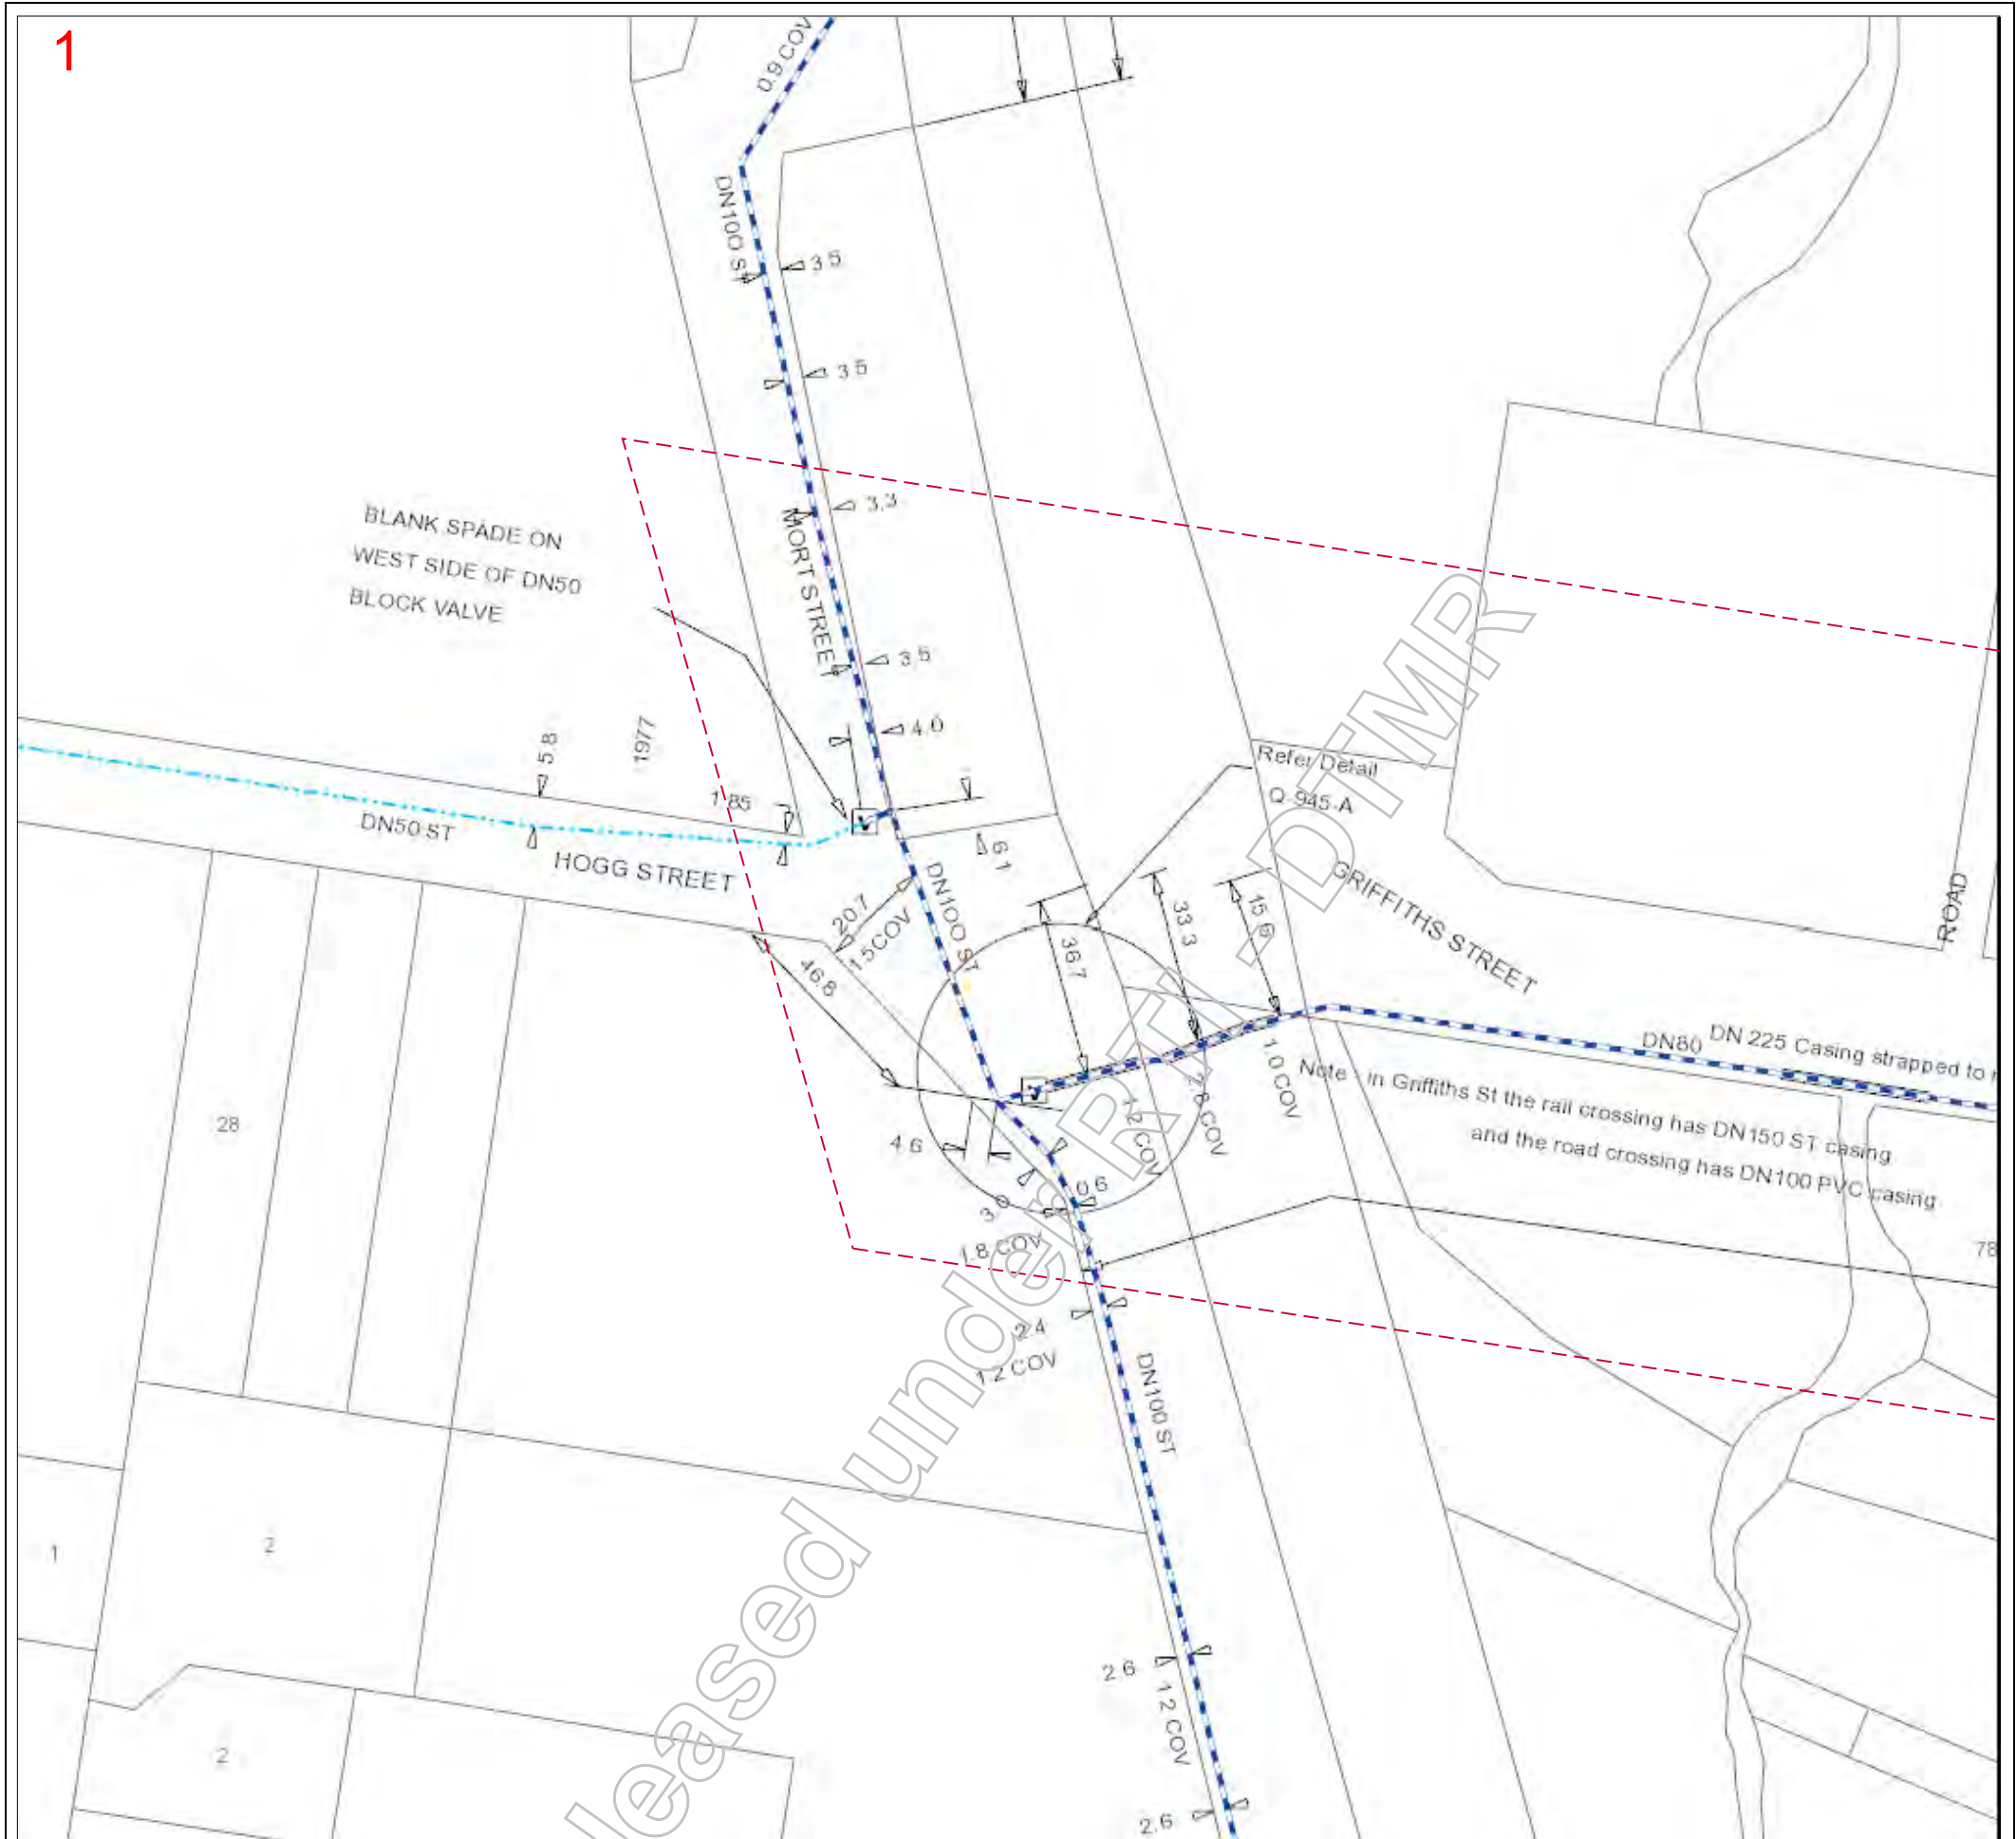 1
0.9 COV
DN100 ST
3.5
3.5
3.3
MORT STREET
BLANK SPADE ON
WEST SIDE OF DN50
BLOCK VALVE
3.5
4.0
5.8
1977
1.85
DN50 ST
HOGG STREET
6.1
Refer Detail
Q-945-A
DN100 ST
20.7
1.5COV
46.8
36.7
33.3
GRIFFITHS STREET
ROAD
DN80
DN 225 Casing strapped to
Note - in Griffiths St the rail crossing has DN150 ST casing
and the road crossing has DN100 PVC casing.
1.0 COV
2.8 COV
1.2 COV
28
4.6
0.6
1.8 COV
78
2.4
1.2 COV
DN100 ST
1
2
2
2.6
1.2 COV
2.6
leased under RTI - DTMR